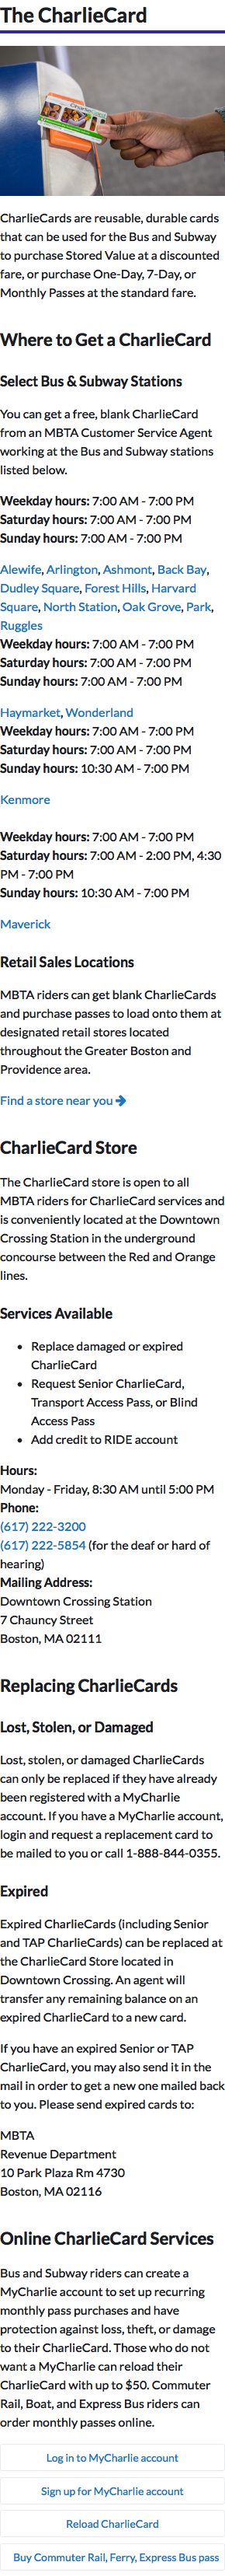 The CharlieCard
CharlieCards are reusable, durable cards
that can be used for the Bus and Subway
to purchase Stored Value at a discounted
fare, or purchase One-Day, 7-Day, or
Monthly Passes at the standard fare.
Where to Get a CharlieCard
Select Bus & Subway Stations
You can get a free, blank CharlieCard
from an MBTA Customer Service Agent
working at the Bus and Subway stations
listed below.
Weekday hours: 7:00 AM - 7:00 PM
Saturday hours: 7:00 AM - 7:00 PM
Sunday hours: 7:00 AM - 7:00 PM
Alewife, Arlington, Ashmont, Back Bay,
Dudley Square, Forest Hills, Harvard
Square, North Station, Oak Grove, Park,
Ruggles
Weekday hours: 7:00 AM - 7:00 PM
Saturday hours: 7:00 AM - 7:00 PM
Sunday hours: 7:00 AM - 7:00 PM
Haymarket, Wonderland
Weekday hours: 7:00 AM - 7:00 PM
Saturday hours: 7:00 AM - 7:00 PM
Sunday hours: 10:30 AM - 7:00 PM
Kenmore
Weekday hours: 7:00 AM - 7:00 PM
Saturday hours: 7:00 AM - 2:00 PM, 4:30
PM - 7:00 PM
Sunday hours: 10:30 AM - 7:00 PM
Maverick
Retail Sales Locations
MBTA riders can get blank CharlieCards
and purchase passes to load onto them at
designated retail stores located
throughout the Greater Boston and
Providence area.
Find a store near you
CharlieCard Store
The CharlieCard store is open to all
MBTA riders for CharlieCard services and
is conveniently located at the Downtown
Crossing Station in the underground
concourse between the Red and Orange
lines.
Services Available
• Replace damaged or expired
CharlieCard
• Request Senior CharlieCard,
Transport Access Pass, or Blind
Access Pass
• Add credit to RIDE account
Hours:
Monday - Friday, 8:30 AM until 5:00 PM
Phone:
(617) 222-3200
(617) 222-5854 (for the deaf or hard of
hearing)
Mailing Address:
Downtown Crossing Station
7 Chauncy Street
Boston, MA 02111
Replacing CharlieCards
Lost, Stolen, or Damaged
Lost, stolen, or damaged CharlieCards
can only be replaced if they have already
been registered with a MyCharlie
account. If you have a MyCharlie account,
login and request a replacement card to
be mailed to you or call 1-888-844-0355.
Expired
Expired CharlieCards (including Senior
and TAP CharlieCards) can be replaced at
the CharlieCard Store located in
Downtown Crossing. An agent will
transfer any remaining balance on an
expired CharlieCard to a new card.
If you have an expired Senior or TAP
CharlieCard, you may also send it in the
mail in order to get a new one mailed back
to you. Please send expired cards to:
MBTA
Revenue Department
10 Park Plaza Rm 4730
Boston, MA 02116
Online CharlieCard Services
Bus and Subway riders can create a
MyCharlie account to set up recurring
monthly pass purchases and have
protection against loss, theft, or damage
to their CharlieCard. Those who do not
want a MyCharlie can reload their
CharlieCard with up to $50. Commuter
Rail, Boat, and Express Bus riders can
order monthly passes online.
Log in to MyCharlie account
Sign up for MyCharlie account
Reload CharlieCard
Buy Commuter Rail, Ferry, Express Bus pass